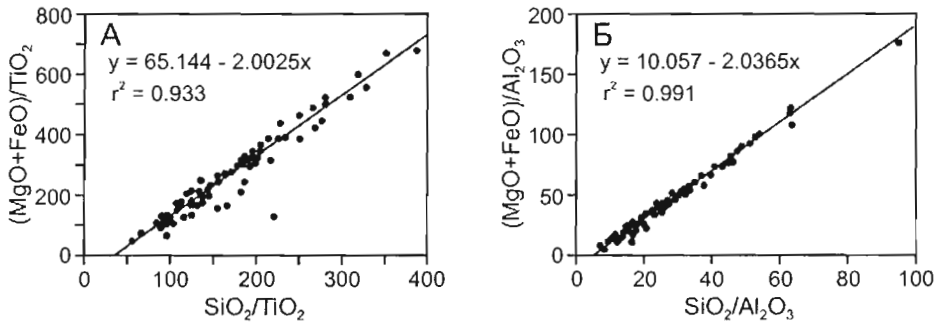 А
y = 65.144 - 2.0025x
r² = 0.933
(MgO+FeO)/TiO₂
800
600
400
200
0
0
100
200
300
400
SiO₂/TiO₂
Б
y = 10.057 - 2.0365x
r² = 0.991
(MgO+FeO)/Al₂O₃
200
150
100
50
0
0
20
40
60
80
100
SiO₂/Al₂O₃